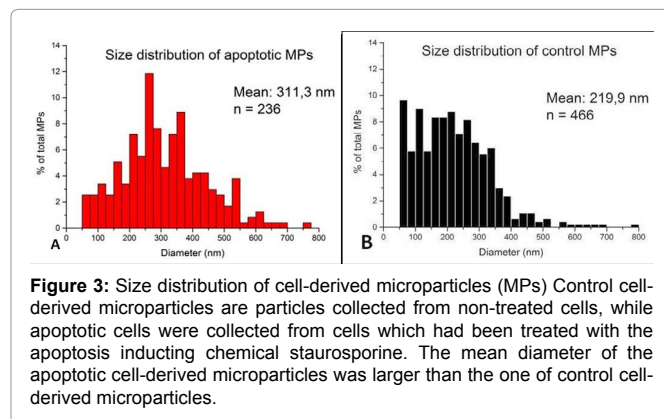 Size distribution of apoptotic MPs
Mean: 311,3 nm
n = 236
% of total MPs
14
12
10
8
6
4
2
0
0 100 200 300 400 500 600 700 800
Diameter (nm)
A
Size distribution of control MPs
Mean: 219,9 nm
n = 466
% of total MPs
14
12
10
8
6
4
2
0
0 100 200 300 400 500 600 700 800
Diameter (nm)
B
Figure 3: Size distribution of cell-derived microparticles (MPs) Control cell-
derived microparticles are particles collected from non-treated cells, while
apoptotic cells were collected from cells which had been treated with the
apoptosis inducting chemical staurosporine. The mean diameter of the
apoptotic cell-derived microparticles was larger than the one of control cell-
derived microparticles.